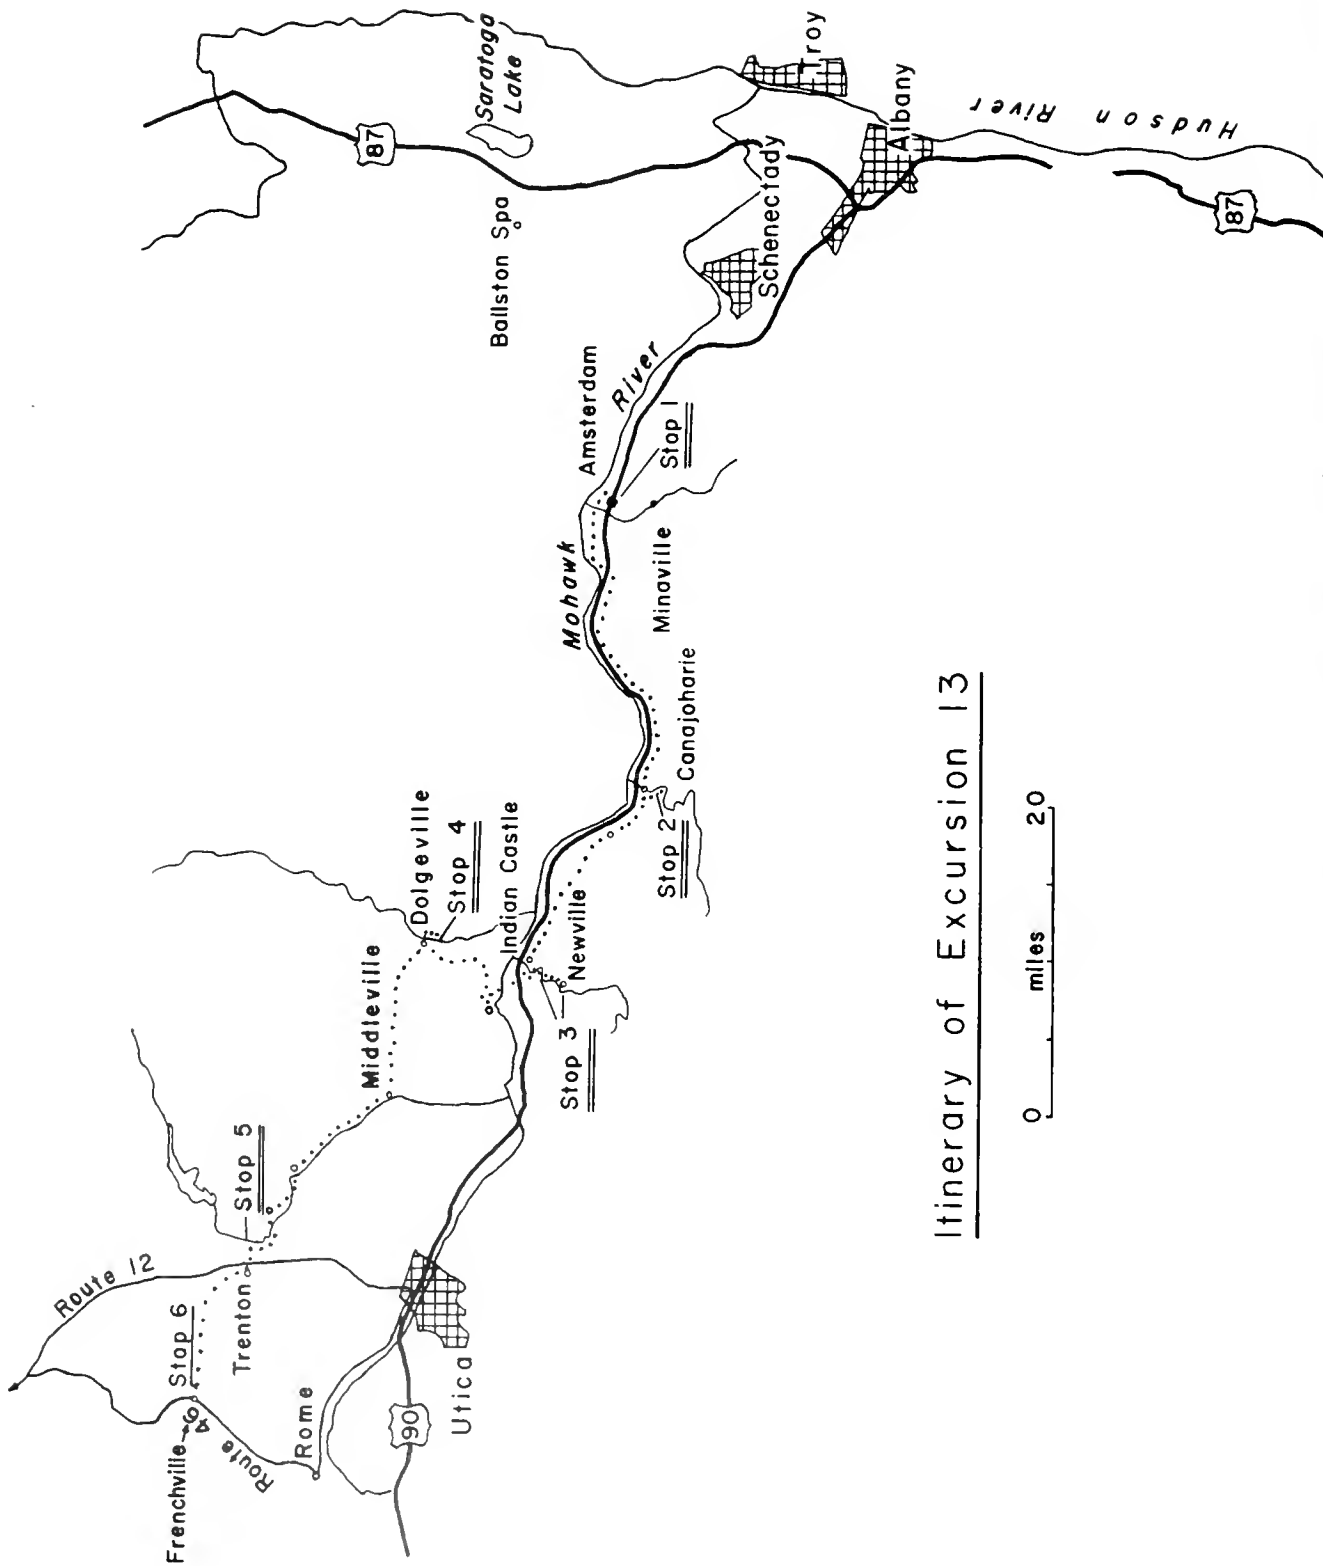 Saratoga
Lake
Troy
87
Albany
Hudson River
Schenectady
Ballston Spa
87
River
Amsterdam
Stop 1
Mohawk
Minaville
Canajoharie
Stop 2
Dolgeville
Stop 4
Indian Castle
Newville
Middleville
Stop 3
Stop 5
Route 12
Stop 6
Trenton
Utica
90
Rome
Route 46
Frenchville
Itinerary of Excursion 13
0 miles 20